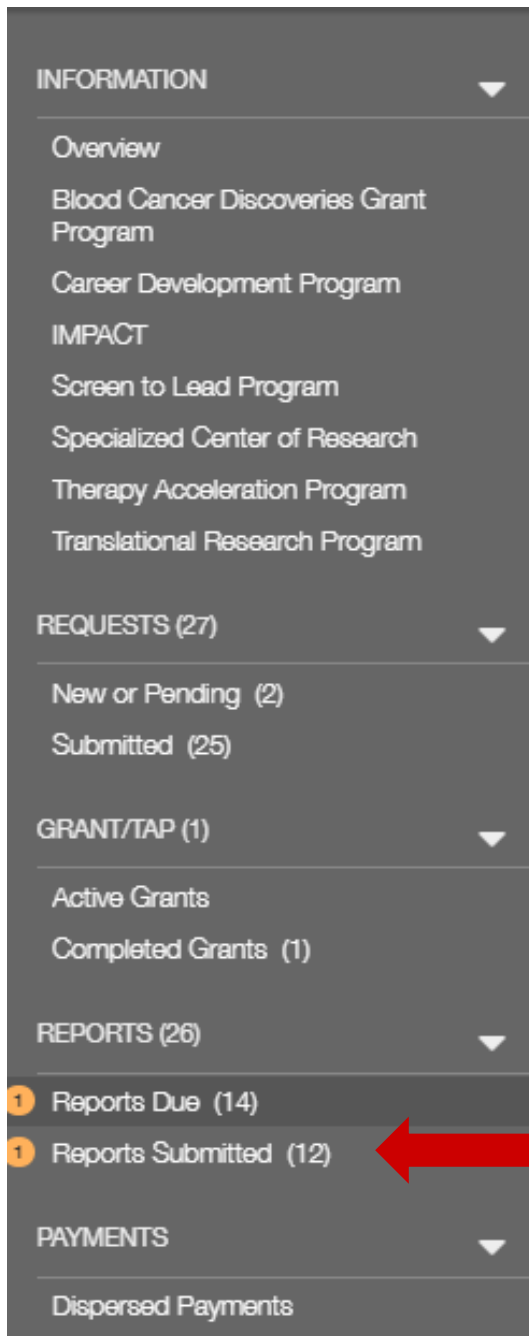 INFORMATION
Overview
Blood Cancer Discoveries Grant
Program
Career Development Program
IMPACT
Screen to Lead Program
Specialized Center of Research
Therapy Acceleration Program
Translational Research Program
REQUESTS (27)
New or Pending (2)
Submitted (25)
GRANT/TAP (1)
Active Grants
Completed Grants (1)
REPORTS (26)
1 Reports Due (14)
1 Reports Submitted (12)
PAYMENTS
Dispersed Payments